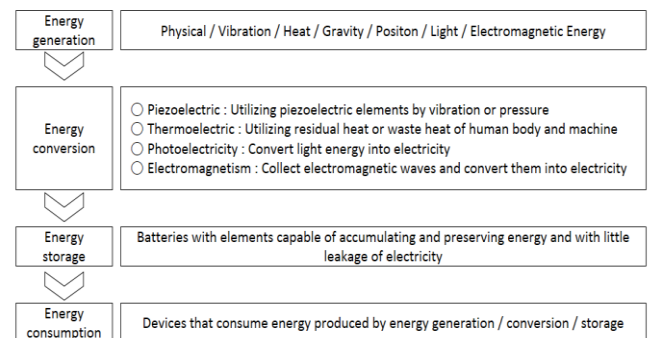 Energy
generation
Physical / Vibration / Heat / Gravity / Positon / Light / Electromagnetic Energy
Energy
conversion
○ Piezoelectric : Utilizing piezoelectric elements by vibration or pressure
○ Thermoelectric : Utilizing residual heat or waste heat of human body and machine
○ Photoelectricity : Convert light energy into electricity
○ Electromagnetism : Collect electromagnetic waves and convert them into electricity
Energy
storage
Batteries with elements capable of accumulating and preserving energy and with little
leakage of electricity
Energy
consumption
Devices that consume energy produced by energy generation / conversion / storage